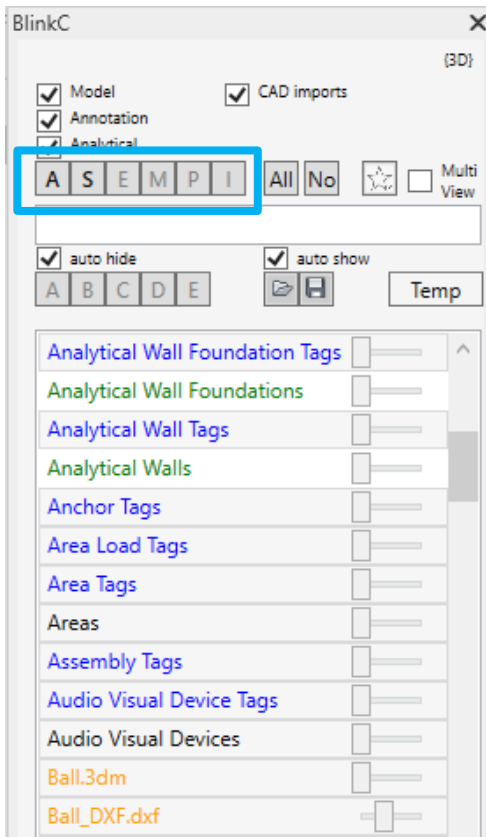 BlinkC
{3D}
Model
CAD imports
Annotation
Analytical
A S E M P I All No Multi View
auto hide
auto show
A B C D E Temp
Analytical Wall Foundation Tags
Analytical Wall Foundations
Analytical Wall Tags
Analytical Walls
Anchor Tags
Area Load Tags
Area Tags
Areas
Assembly Tags
Audio Visual Device Tags
Audio Visual Devices
Ball.3dm
Ball_DXF.dxf